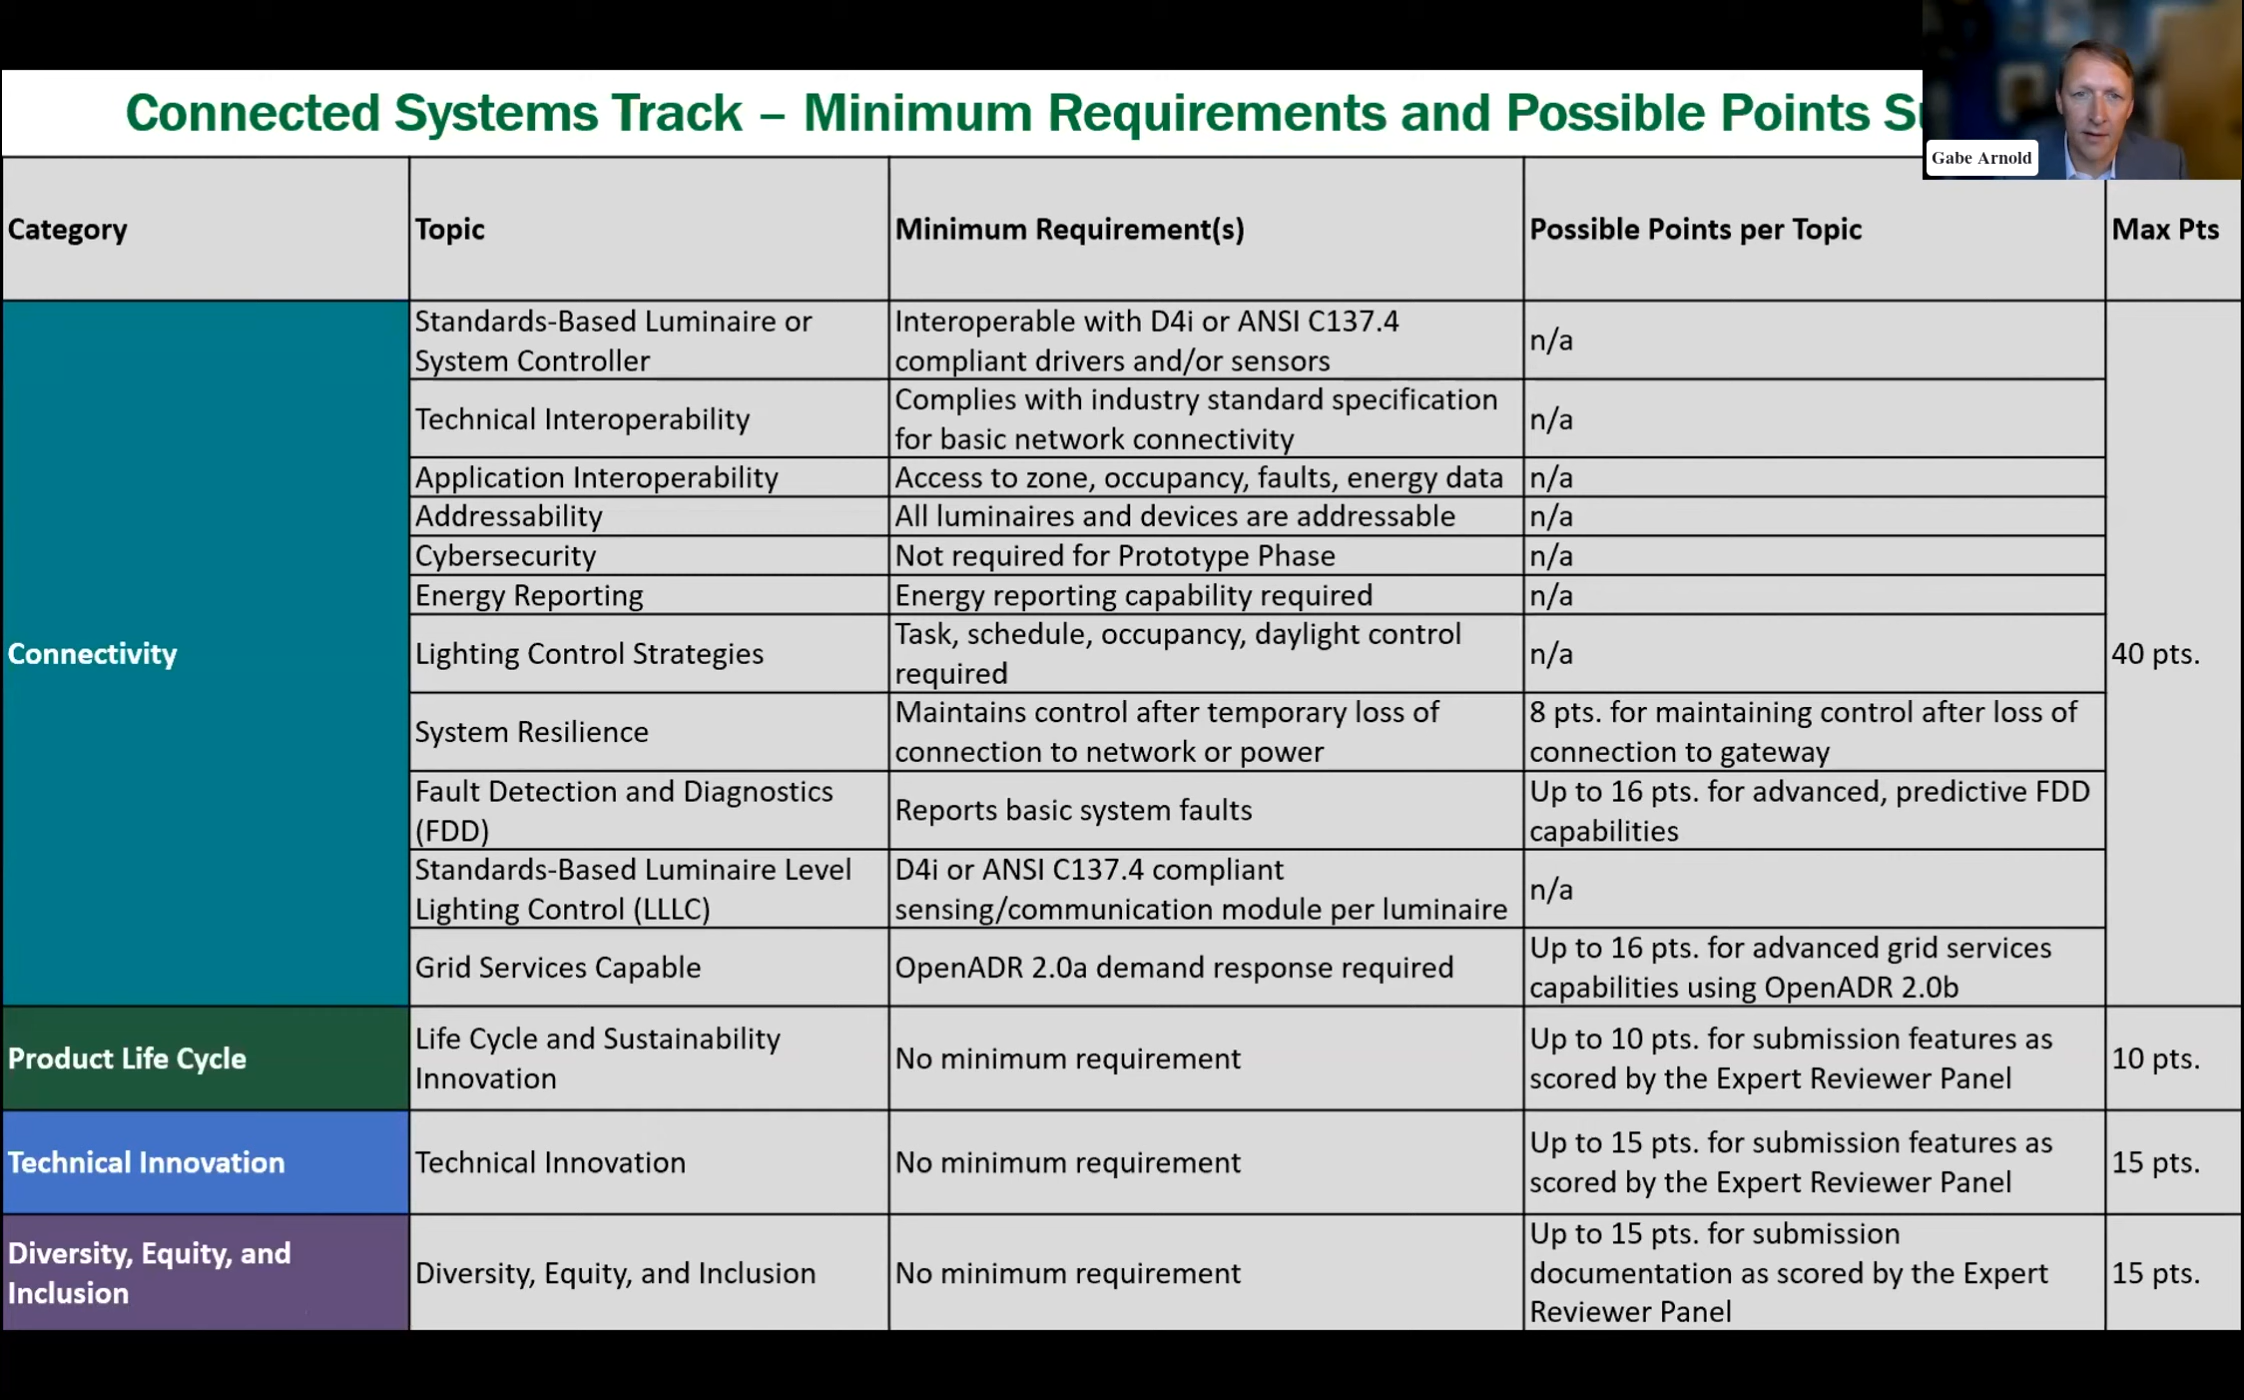 Connected Systems Track – Minimum Requirements and Possible Points
Gabe Arnold
Category
Topic
Minimum Requirement(s)
Possible Points per Topic
Max Pts
Connectivity
Standards-Based Luminaire or
System Controller
Interoperable with D4i or ANSI C137.4
compliant drivers and/or sensors
n/a
40 pts.
Technical Interoperability
Complies with industry standard specification
for basic network connectivity
n/a
Application Interoperability
Access to zone, occupancy, faults, energy data
n/a
Addressability
All luminaires and devices are addressable
n/a
Cybersecurity
Not required for Prototype Phase
n/a
Energy Reporting
Energy reporting capability required
n/a
Lighting Control Strategies
Task, schedule, occupancy, daylight control
required
n/a
System Resilience
Maintains control after temporary loss of
connection to network or power
8 pts. for maintaining control after loss of
connection to gateway
Fault Detection and Diagnostics
(FDD)
Reports basic system faults
Up to 16 pts. for advanced, predictive FDD
capabilities
Standards-Based Luminaire Level
Lighting Control (LLLC)
D4i or ANSI C137.4 compliant
sensing/communication module per luminaire
n/a
Grid Services Capable
OpenADR 2.0a demand response required
Up to 16 pts. for advanced grid services
capabilities using OpenADR 2.0b
Product Life Cycle
Life Cycle and Sustainability
Innovation
No minimum requirement
Up to 10 pts. for submission features as
scored by the Expert Reviewer Panel
10 pts.
Technical Innovation
Technical Innovation
No minimum requirement
Up to 15 pts. for submission features as
scored by the Expert Reviewer Panel
15 pts.
Diversity, Equity, and
Inclusion
Diversity, Equity, and Inclusion
No minimum requirement
Up to 15 pts. for submission
documentation as scored by the Expert
Reviewer Panel
15 pts.